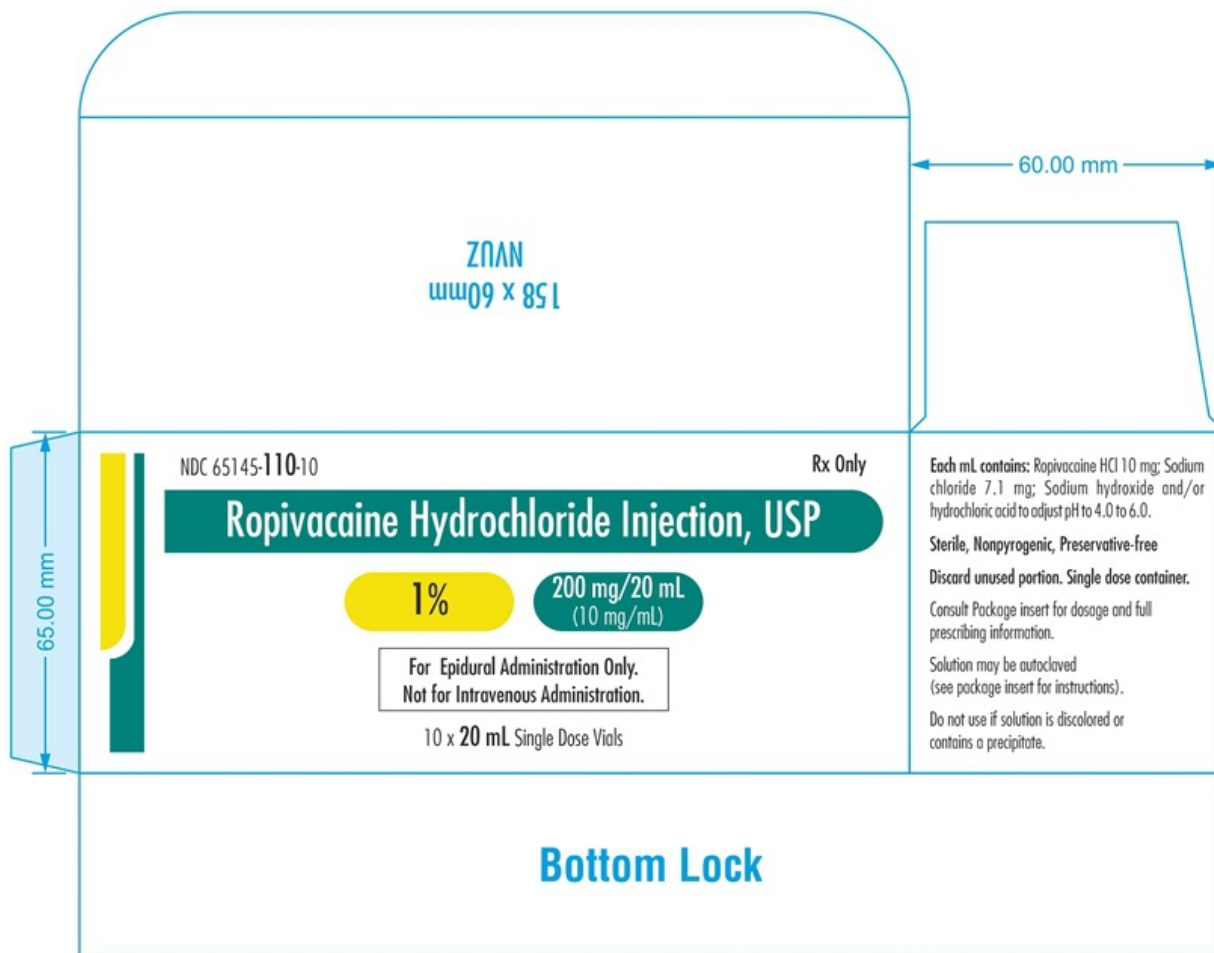 60.00 mm
158 x 60mm
NVUZ
65.00 mm
NDC 65145-110-10
Rx Only
Ropivacaine Hydrochloride Injection, USP
1%
200 mg/20 mL
(10 mg/mL)
For Epidural Administration Only.
Not for Intravenous Administration.
10 x 20 mL Single Dose Vials
Each mL contains: Ropivacaine HCl 10 mg; Sodium
chloride 7.1 mg; Sodium hydroxide and/or
hydrochloric acid to adjust pH to 4.0 to 6.0.
Sterile, Nonpyrogenic, Preservative-free
Discard unused portion. Single dose container.
Consult Package insert for dosage and full
prescribing information.
Solution may be autoclaved
(see package insert for instructions).
Do not use if solution is discolored or
contains a precipitate.
Bottom Lock